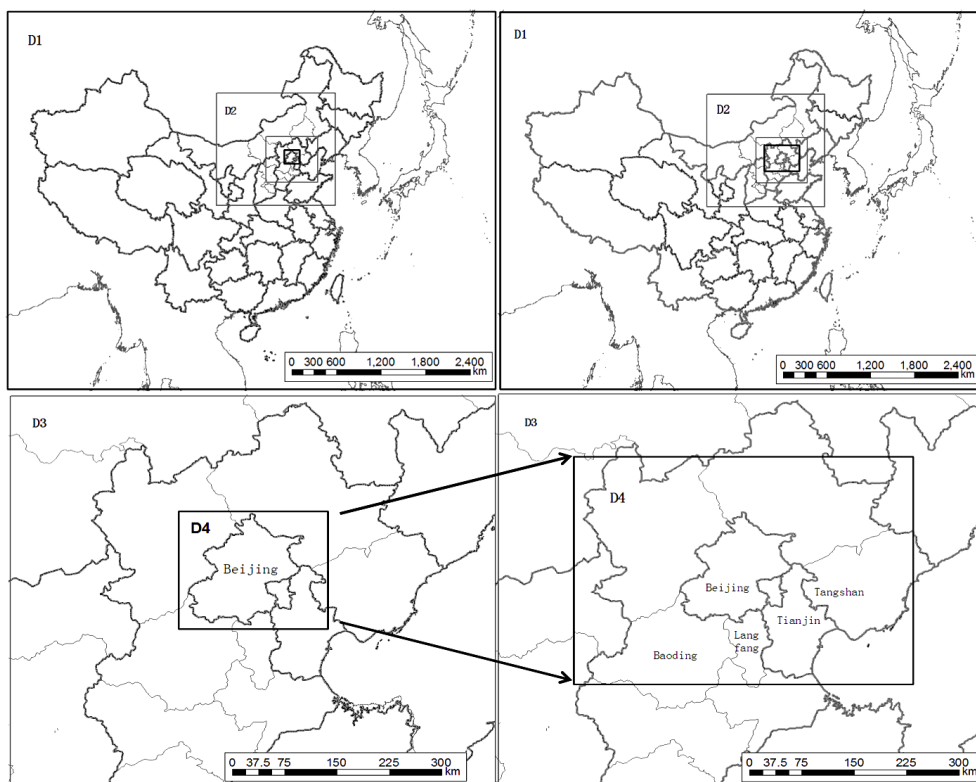 D1
D2
0 300 600 1,200 1,800 2,400
km
D1
D2
0 300 600 1,200 1,800 2,400
km
D3
D4
Beijing
0 37.5 75 150 225 300
km
D3
D4
Beijing
Tangshan
Tianjin
Lang
fang
Baoding
0 37.5 75 150 225 300
km